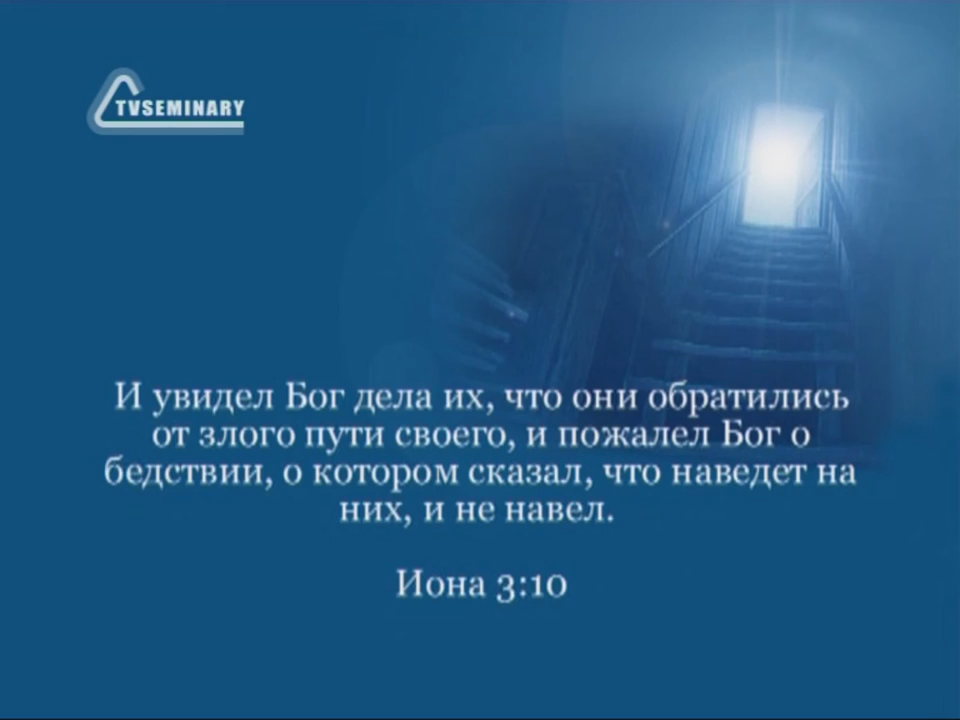 TVSEMINARY
И увидел Бог дела их, что они обратились
от злого пути своего, и пожалел Бог о
бедствии, о котором сказал, что наведет на
них, и не навел.
Иона 3:10